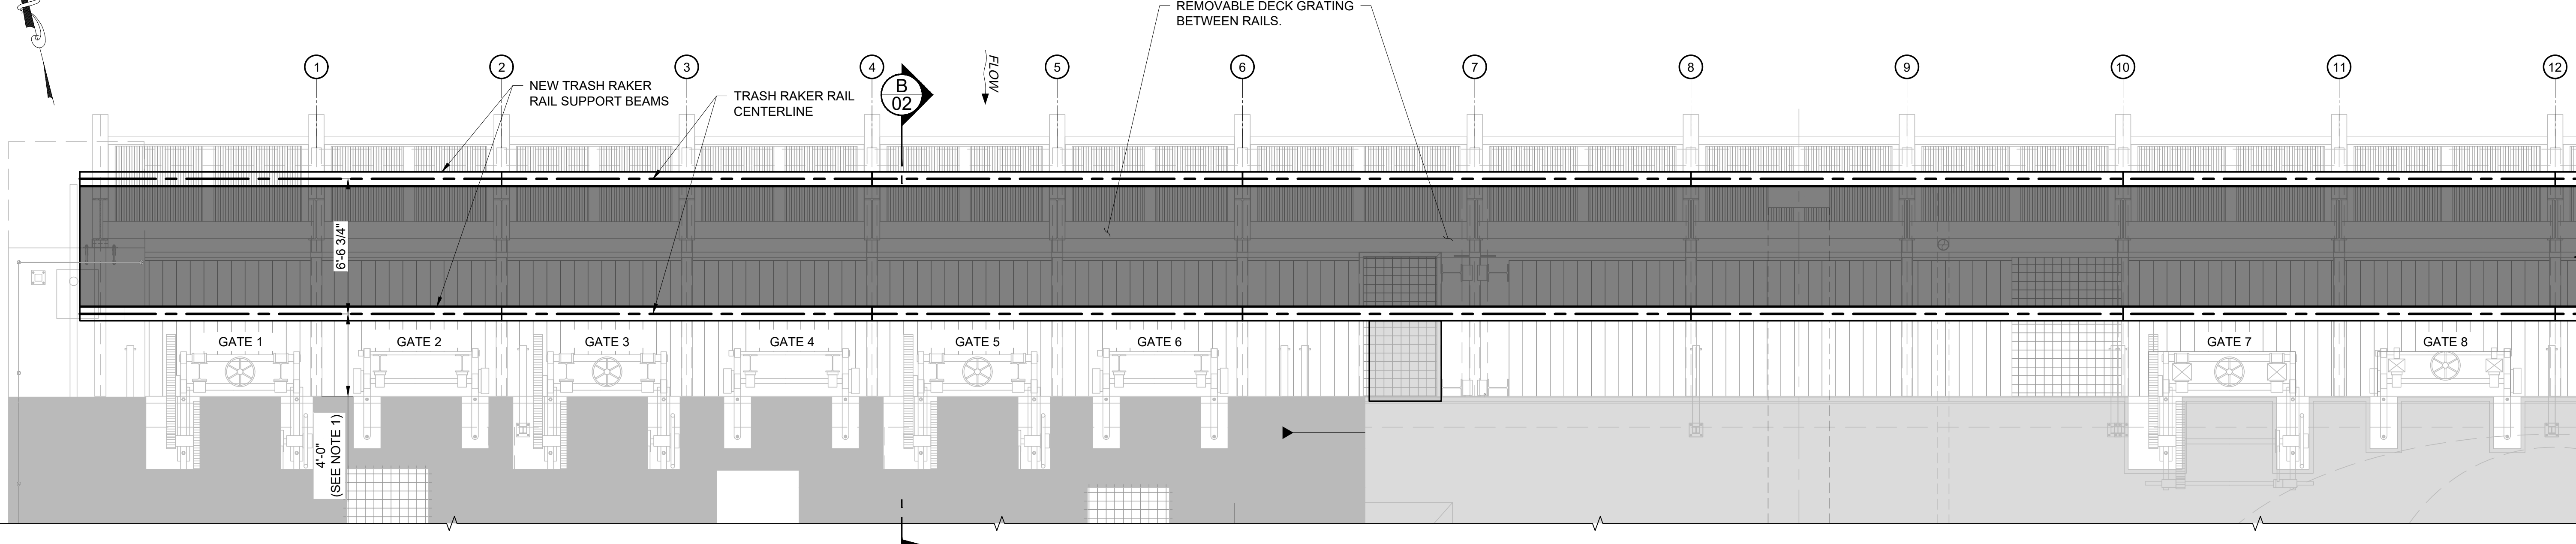 REMOVABLE DECK GRATING
BETWEEN RAILS.
1
2
3
4
5
6
7
8
9
10
11
12
FLOW
NEW TRASH RAKER
RAIL SUPPORT BEAMS
TRASH RAKER RAIL
CENTERLINE
B
02
6'-6 3/4"
GATE 1
GATE 2
GATE 3
GATE 4
GATE 5
GATE 6
GATE 7
GATE 8
4'-0"
(SEE NOTE 1)